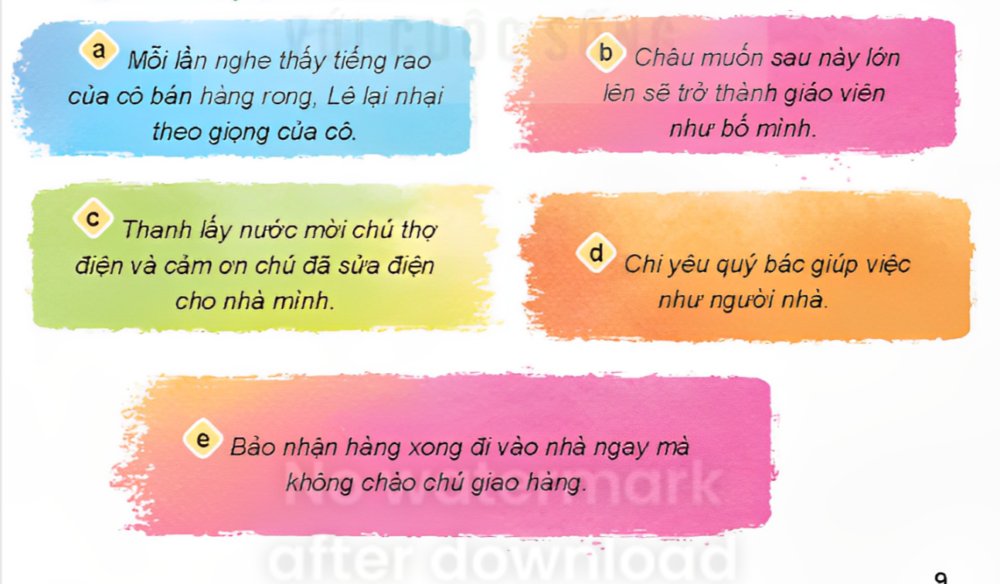 VỚI CUỘC SỐNG
a Mỗi lần nghe thấy tiếng rao
của cô bán hàng rong, Lê lại nhại
theo giọng của cô.
b Châu muốn sau này lớn
lên sẽ trở thành giáo viên
như bố mình.
c Thanh lấy nước mời chú thợ
điện và cảm ơn chú đã sửa điện
cho nhà mình.
d Chi yêu quý bác giúp việc
như người nhà.
e Bảo nhận hàng xong đi vào nhà ngay mà
không chào chú giao hàng.
No watermark
after download
9